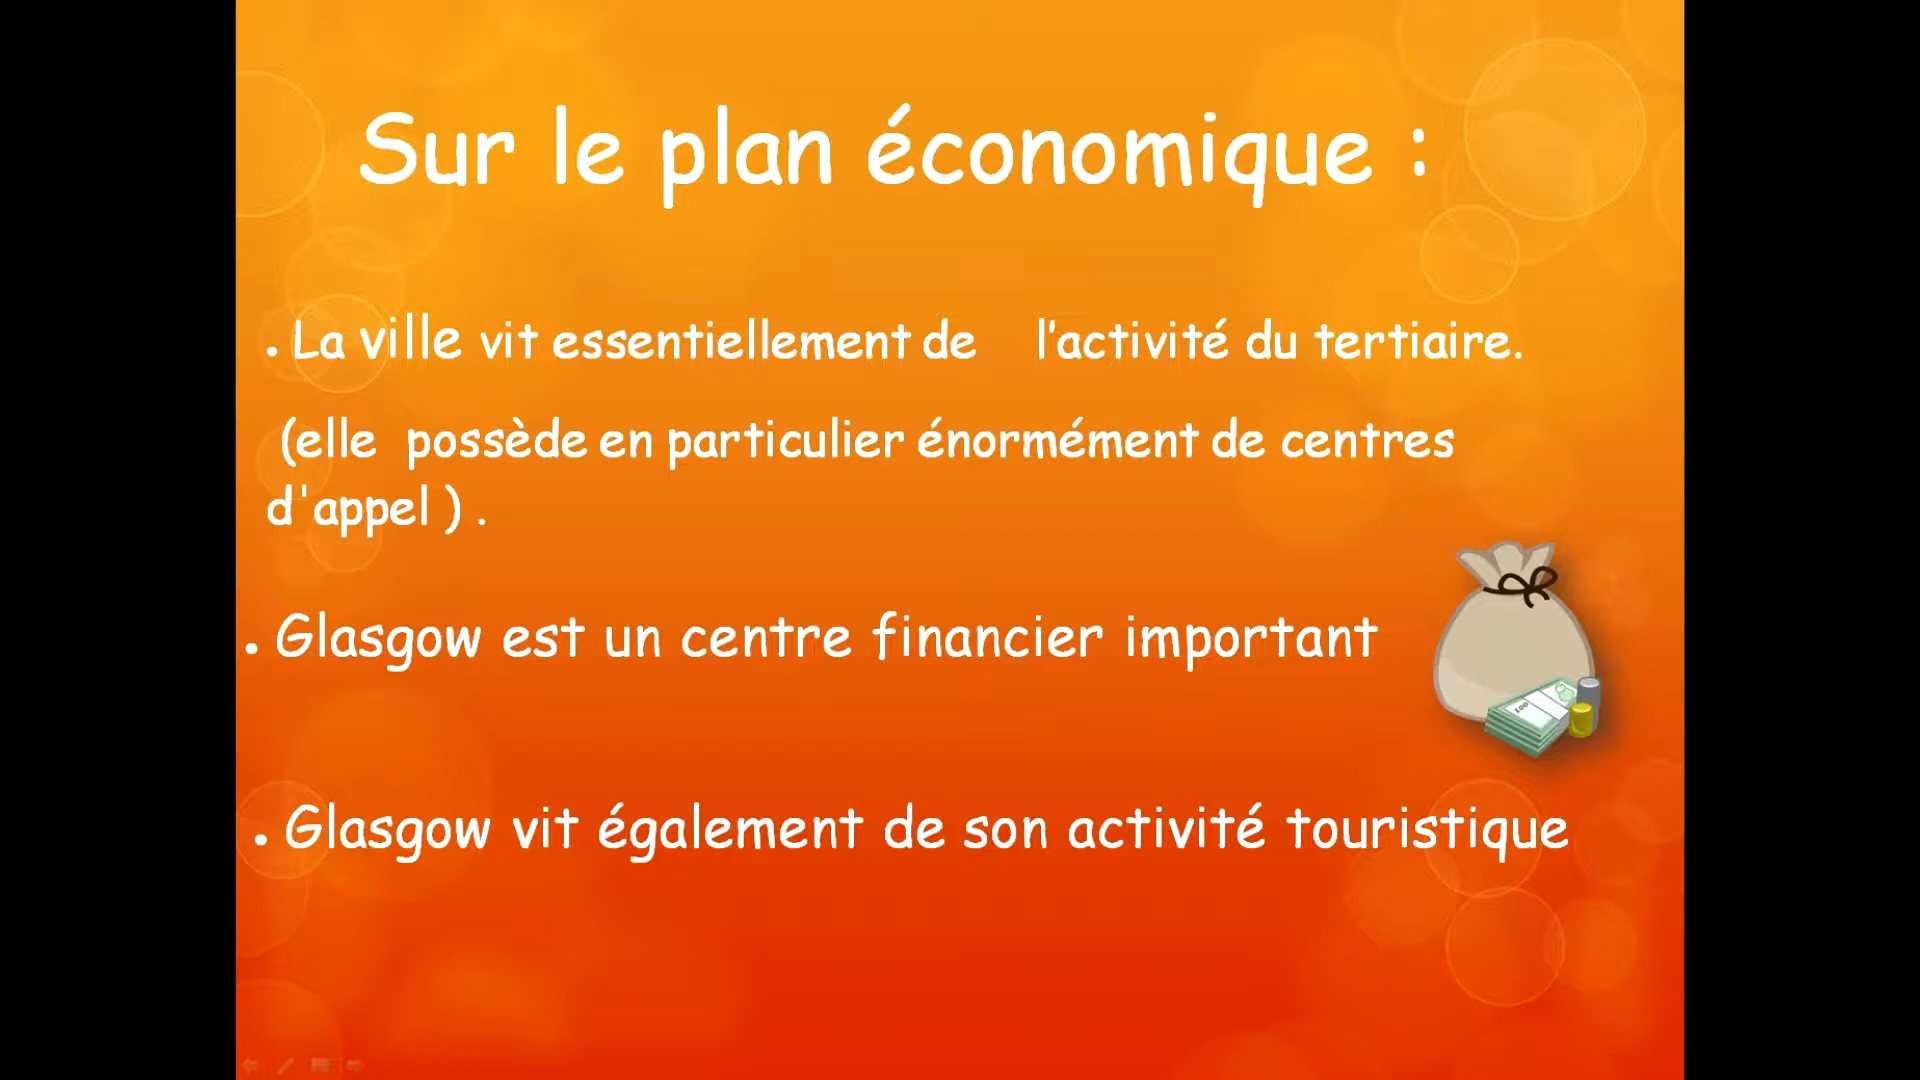 Sur le plan économique :
• La ville vit essentiellement de l'activité du tertiaire.
(elle possède en particulier énormément de centres
d'appel ) .
• Glasgow est un centre financier important
• Glasgow vit également de son activité touristique
100